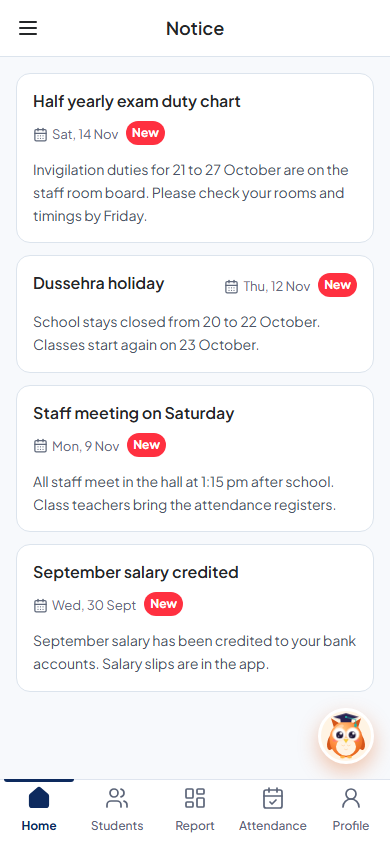 Notice
Half yearly exam duty chart
Sat, 14 Nov New
Invigilation duties for 21 to 27 October are on the
staff room board. Please check your rooms and
timings by Friday.
Dussehra holiday Thu, 12 Nov New
School stays closed from 20 to 22 October.
Classes start again on 23 October.
Staff meeting on Saturday
Mon, 9 Nov New
All staff meet in the hall at 1:15 pm after school.
Class teachers bring the attendance registers.
September salary credited
Wed, 30 Sept New
September salary has been credited to your bank
accounts. Salary slips are in the app.
Home Students Report Attendance Profile